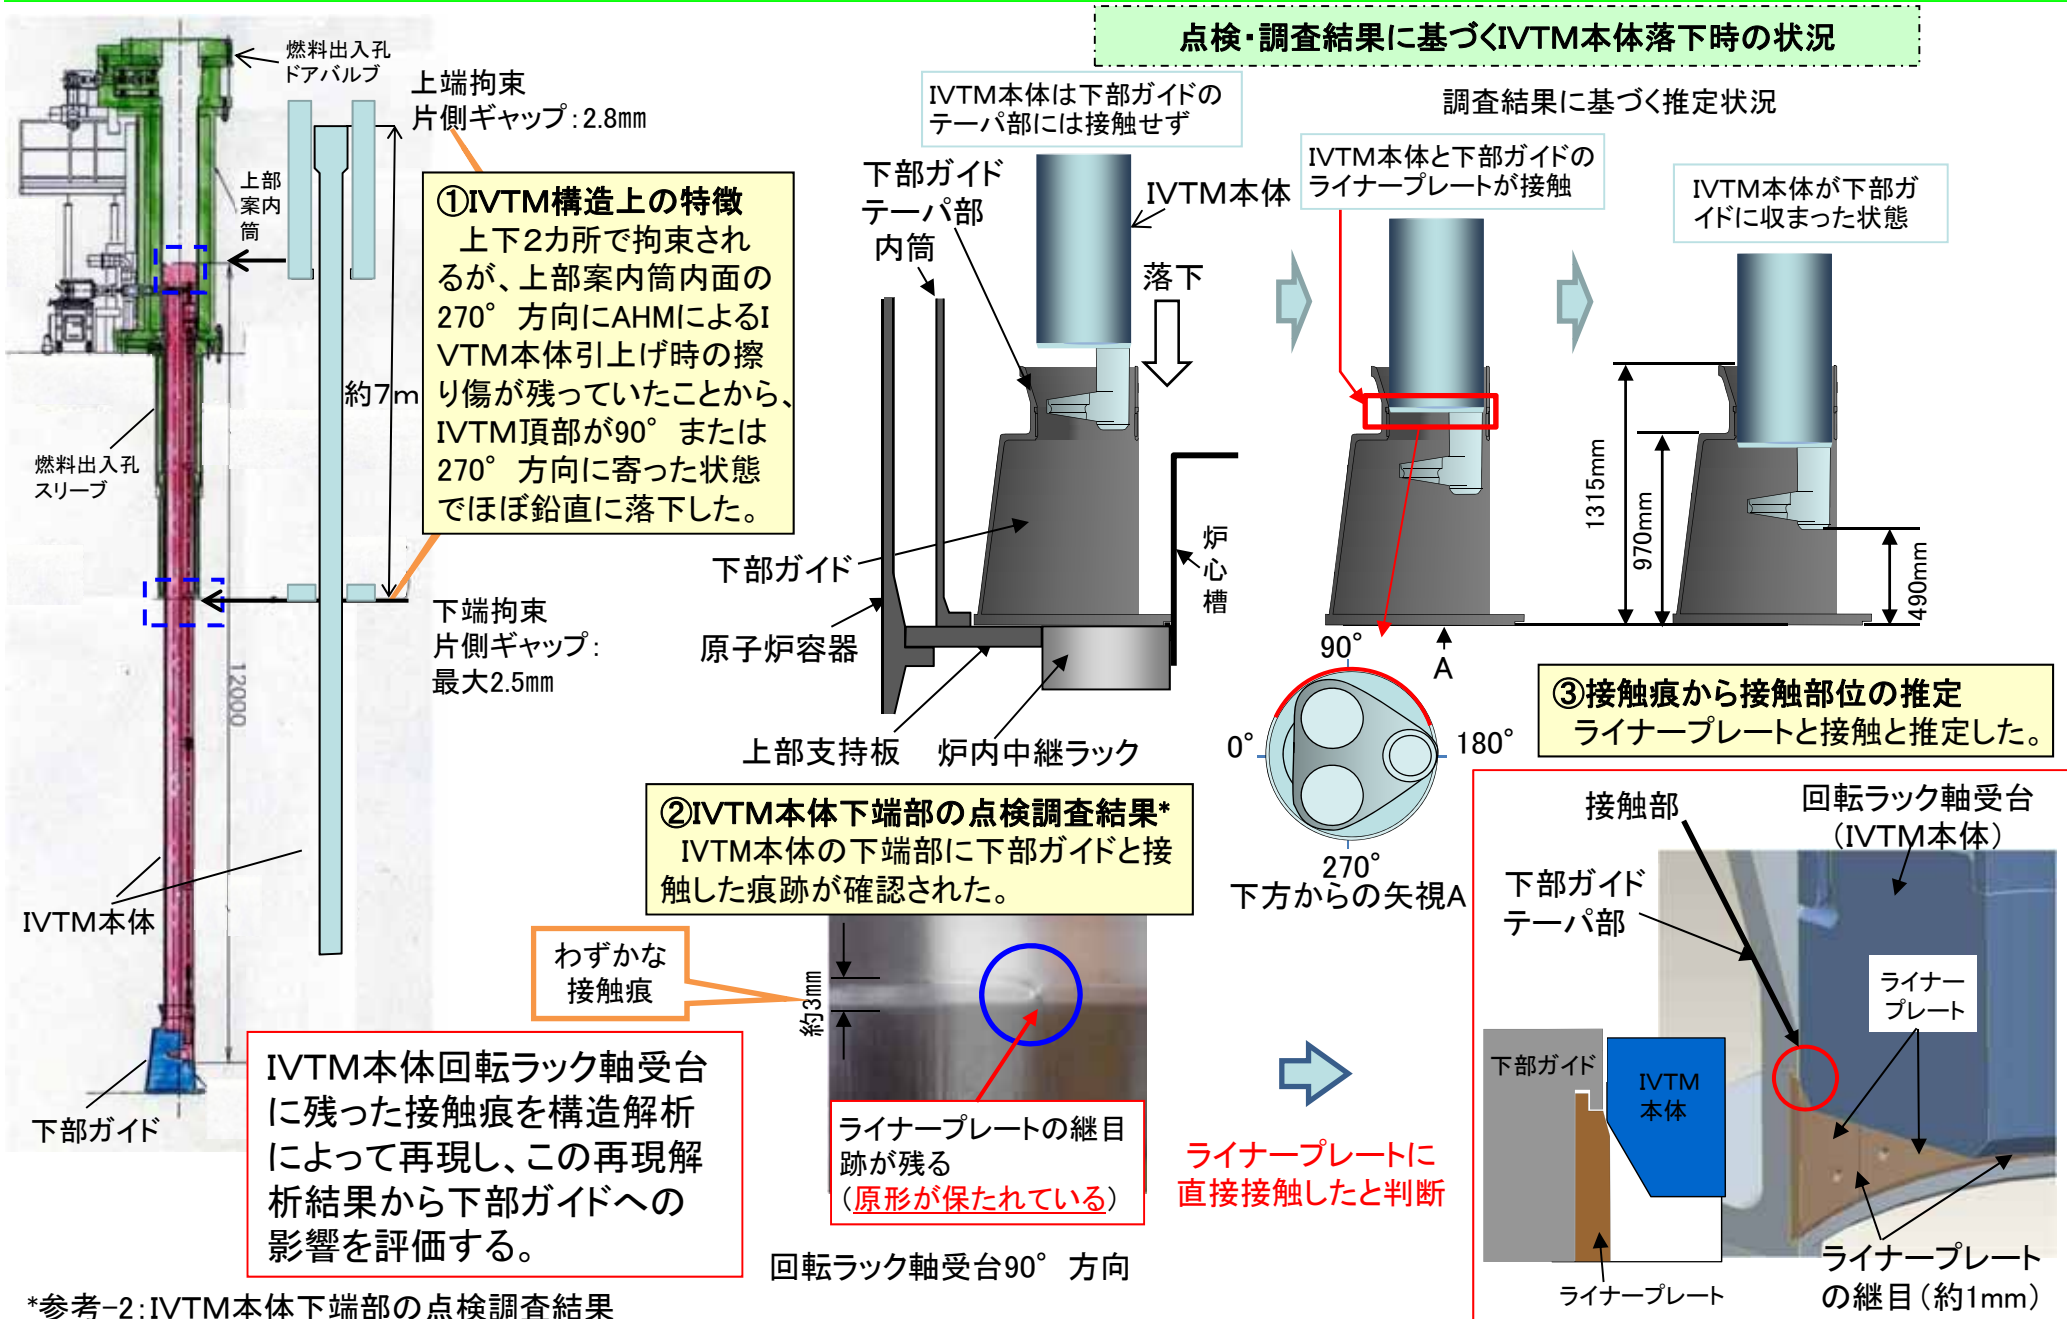 点検・調査結果に基づくIVTM本体落下時の状況
燃料出入孔
ドアバルブ
上端拘束
片側ギャップ：2.8mm
上部
案内
筒
約7m
燃料出入孔
スリーブ
下端拘束
片側ギャップ：
最大2.5mm
12000
IVTM本体
下部ガイド
①IVTM構造上の特徴
上下2カ所で拘束され
るが、上部案内筒内面の
270°方向にAHMによるI
VTM本体引上げ時の擦
り傷が残っていたことから、
IVTM頂部が90°または
270°方向に寄った状態
でほぼ鉛直に落下した。
IVTM本体は下部ガイドの
テーパ部には接触せず
調査結果に基づく推定状況
IVTM本体と下部ガイドの
ライナープレートが接触
IVTM本体が下部ガ
イドに収まった状態
下部ガイド
テーパ部
内筒
IVTM本体
落下
下部ガイド
原子炉容器
上部支持板
炉内中継ラック
炉心槽
1315mm
970mm
490mm
A
90°
0°
180°
270°
下方からの矢視A
②IVTM本体下端部の点検調査結果*
IVTM本体の下端部に下部ガイドと接
触した痕跡が確認された。
わずかな
接触痕
約3mm
ライナープレートの継目
跡が残る
（原形が保たれている）
回転ラック軸受台90°方向
ライナープレートに
直接接触したと判断
③接触痕から接触部位の推定
ライナープレートと接触と推定した。
接触部
回転ラック軸受台
（IVTM本体）
下部ガイド
テーパ部
ライナー
プレート
下部ガイド
IVTM
本体
ライナープレート
ライナープレート
の継目（約1mm）
IVTM本体回転ラック軸受台
に残った接触痕を構造解析
によって再現し、この再現解
析結果から下部ガイドへの
影響を評価する。
*参考-2：IVTM本体下端部の点検調査結果